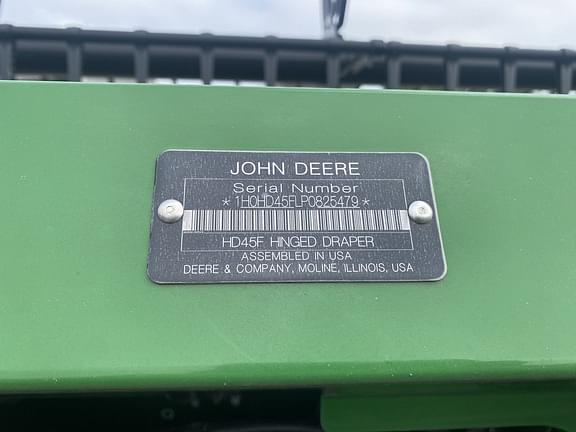 JOHN DEERE
Serial Number
*1H0HD45FLP0825479*
HD45F HINGED DRAPER
ASSEMBLED IN USA
DEERE & COMPANY, MOLINE, ILLINOIS, USA